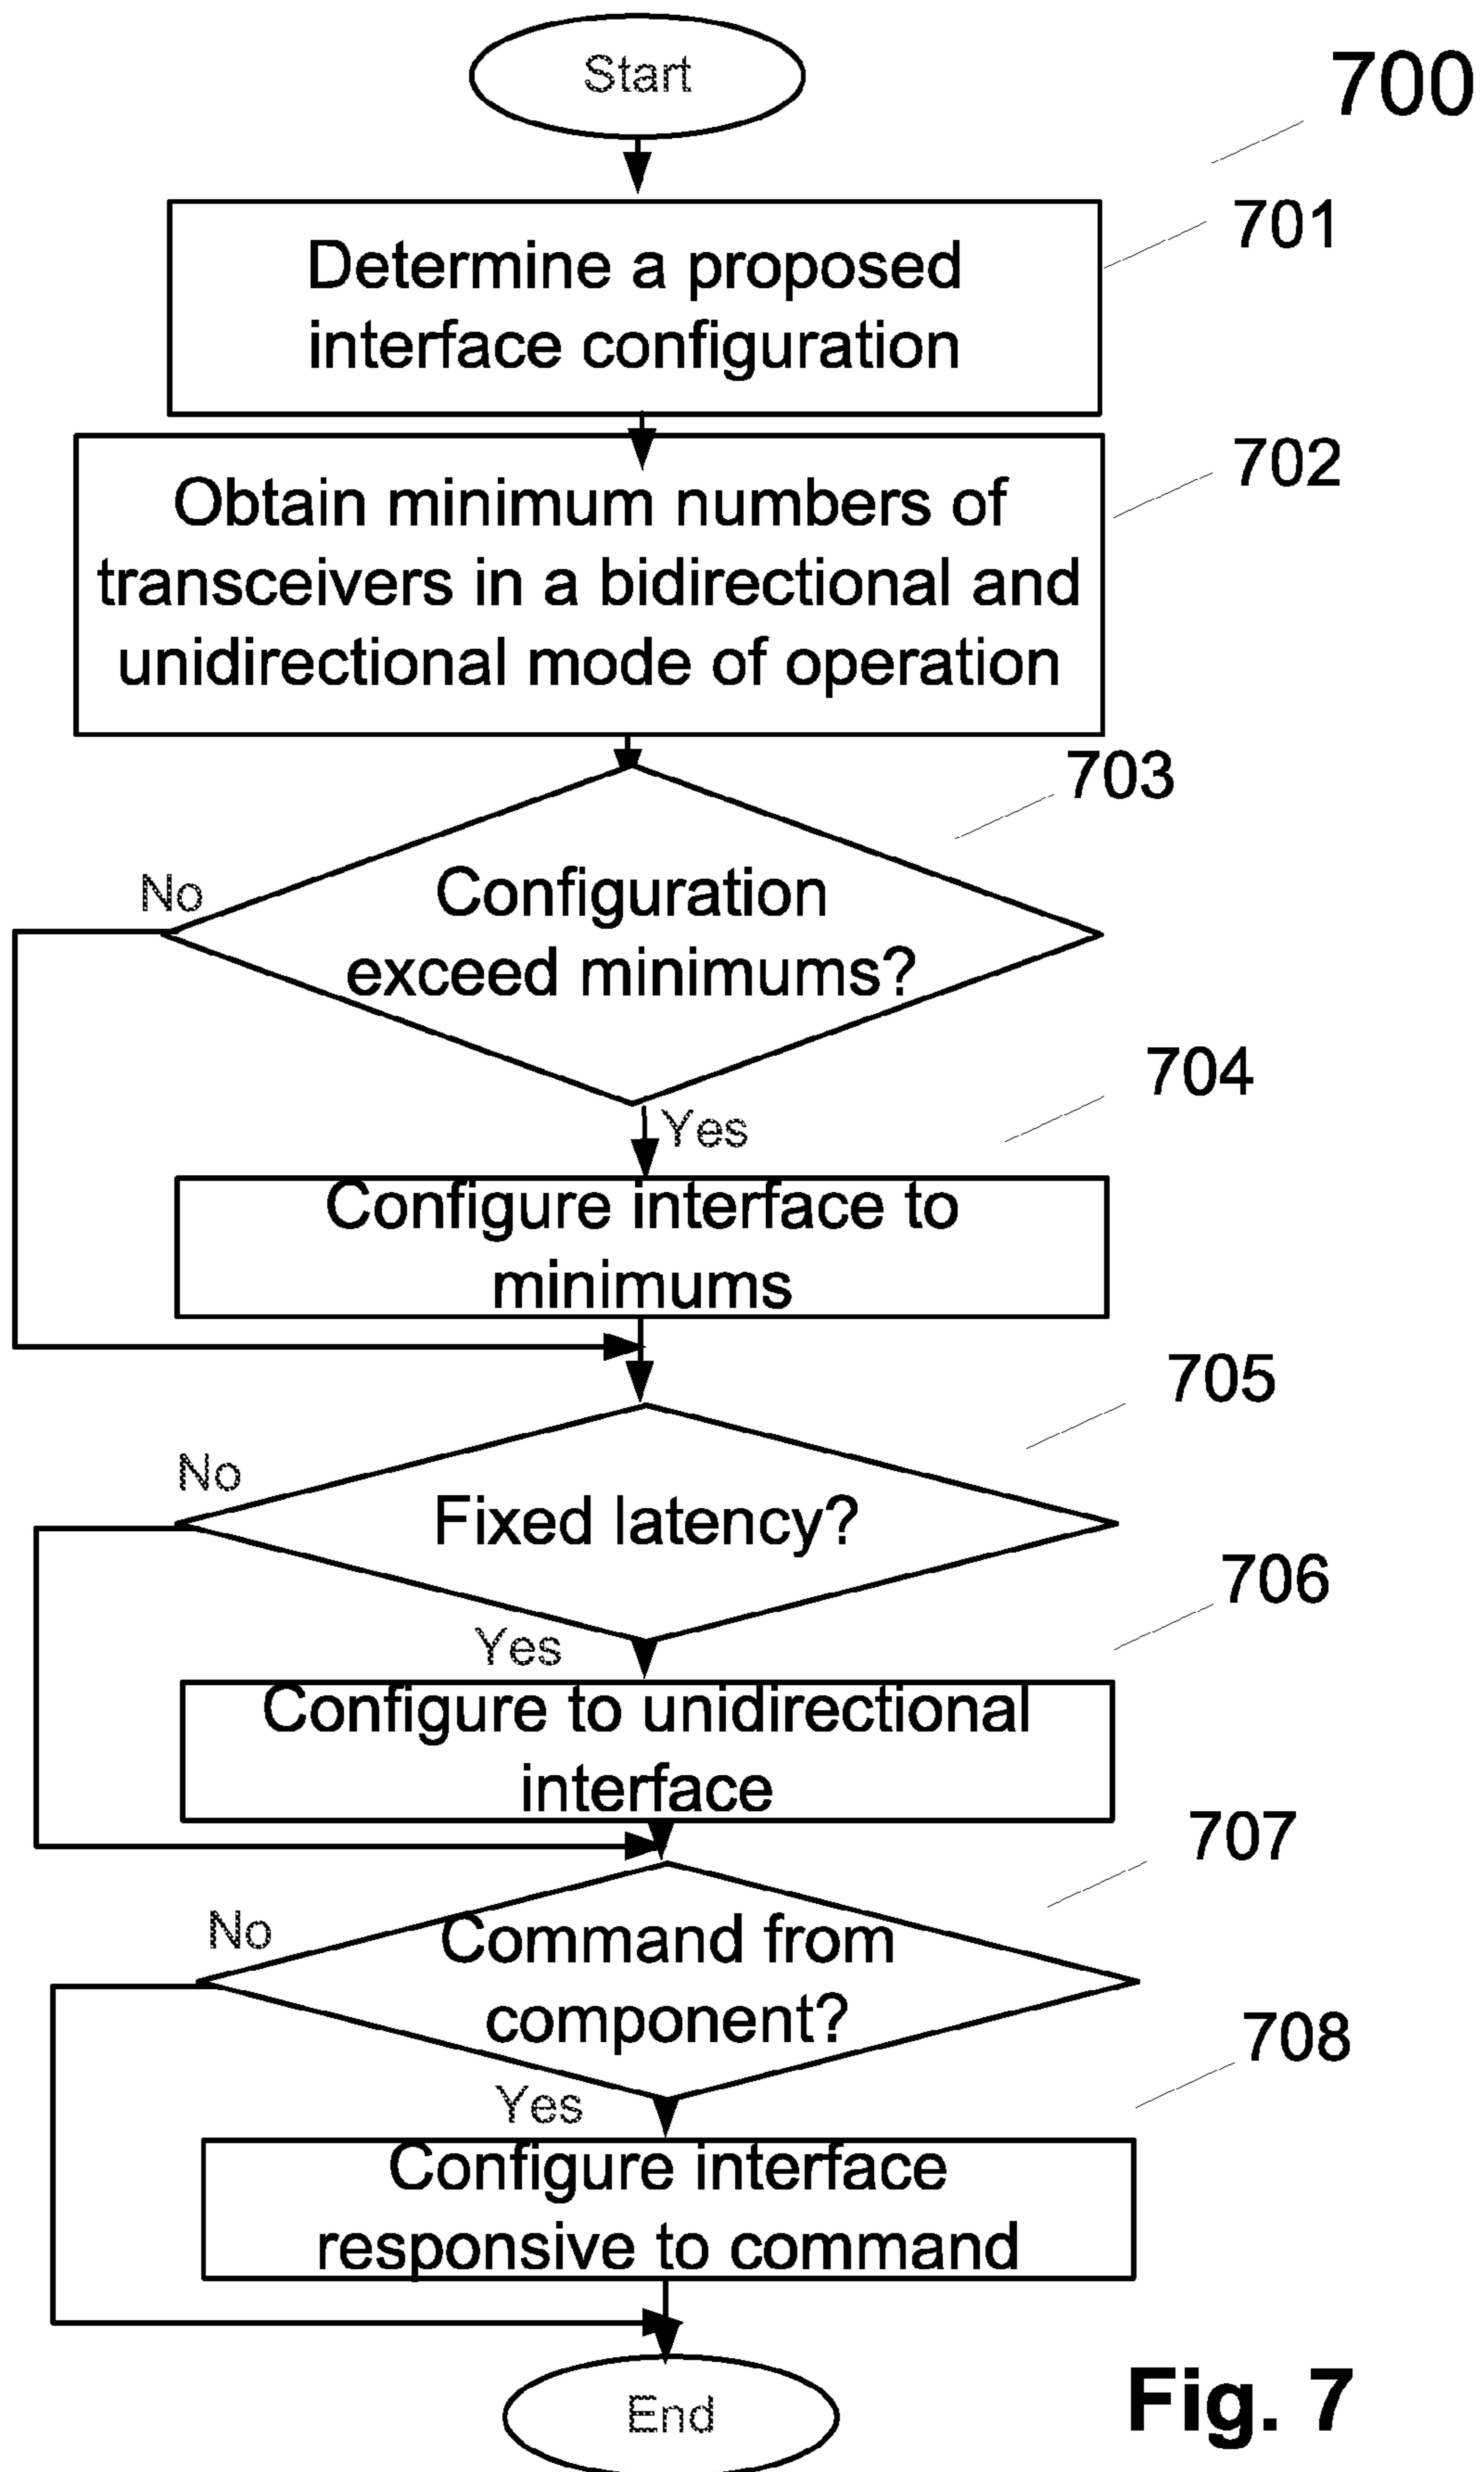 Start
700
701
Determine a proposed
interface configuration
702
Obtain minimum numbers of
transceivers in a bidirectional and
unidirectional mode of operation
703
No
Configuration
exceed minimums?
704
Yes
Configure interface to
minimums
705
No
Fixed latency?
706
Yes
Configure to unidirectional
interface
707
No
Command from
component?
708
Yes
Configure interface
responsive to command
End
Fig. 7